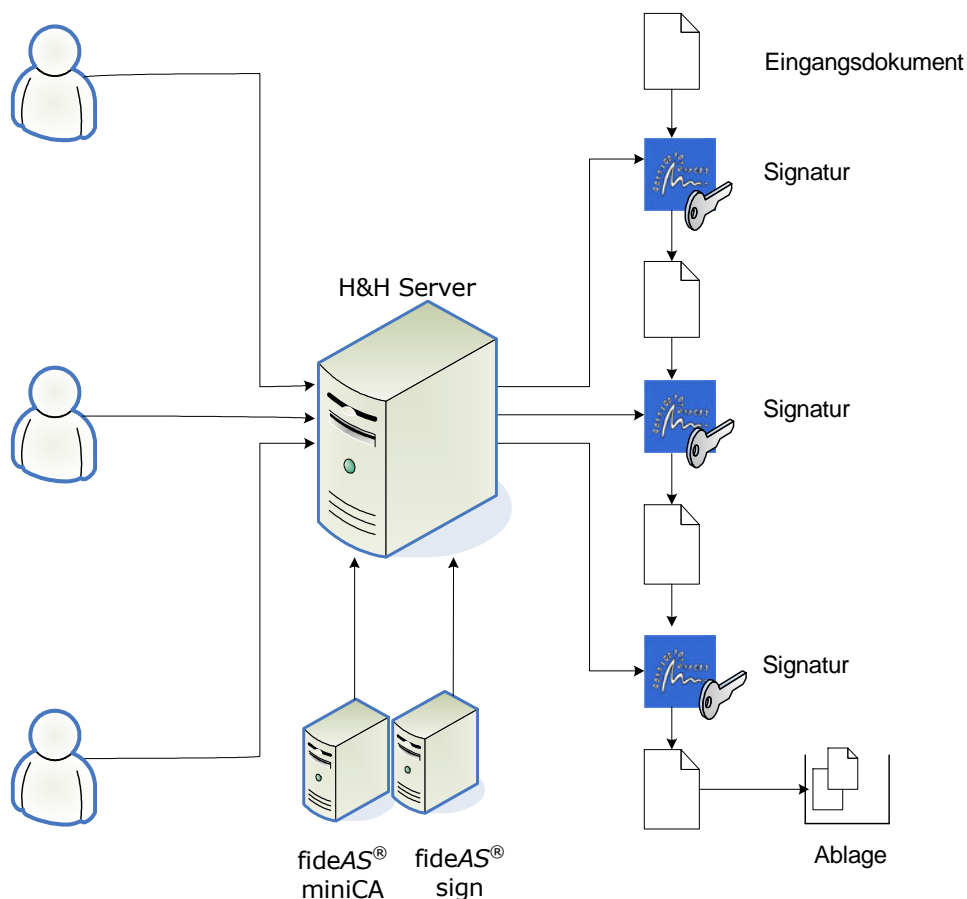 Eingangsdokument
Signatur
H&H Server
Signatur
Signatur
fideAS®
miniCA
fideAS®
sign
Ablage